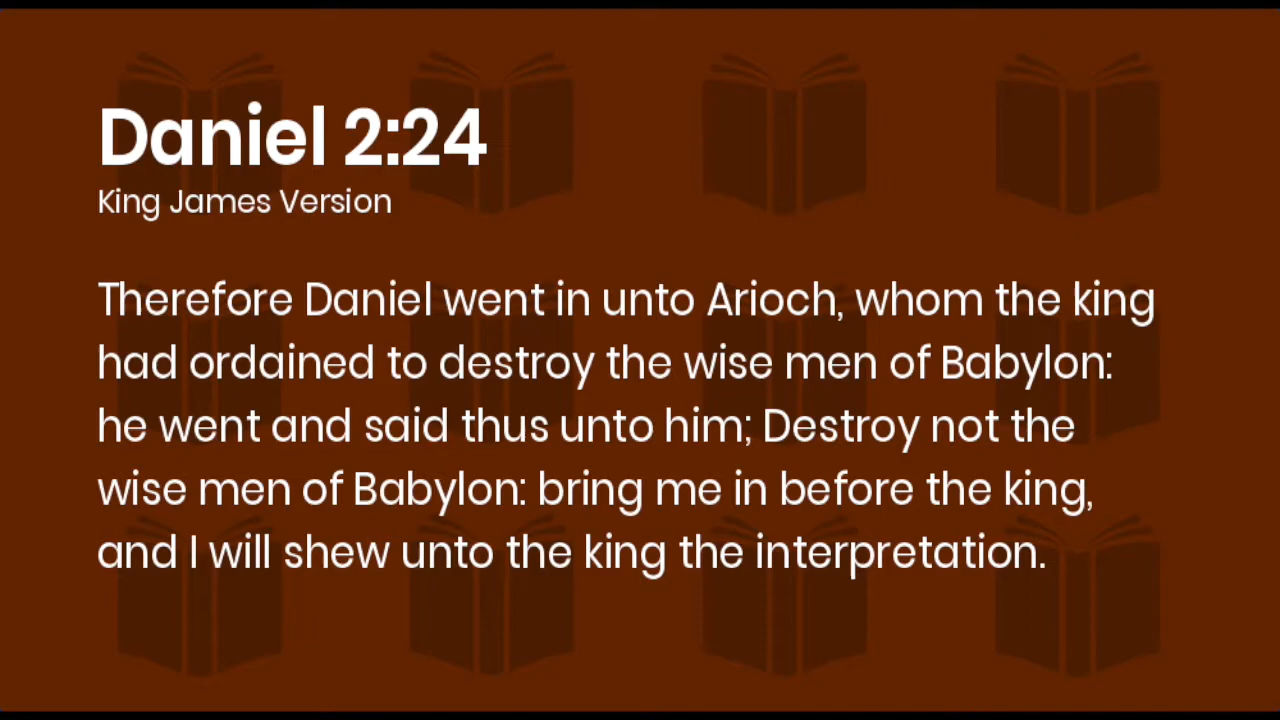 Daniel 2:24
King James Version
Therefore Daniel went in unto Arioch, whom the king
had ordained to destroy the wise men of Babylon:
he went and said thus unto him; Destroy not the
wise men of Babylon: bring me in before the king,
and I will shew unto the king the interpretation.